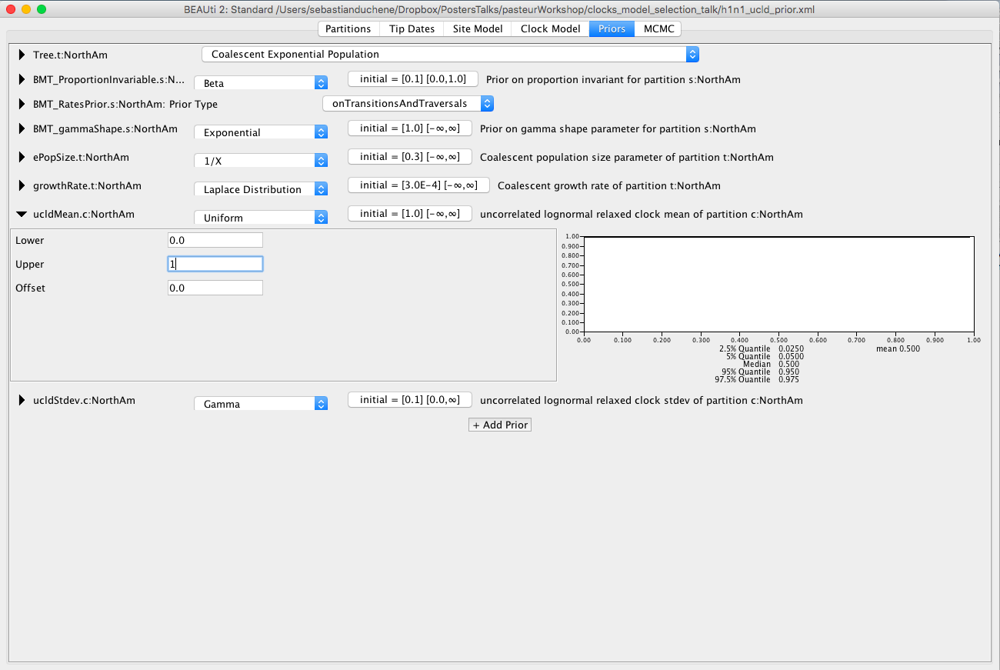 BEAUti 2: Standard /Users/sebastianduchene/Dropbox/PostersTalks/pasteurWorkshop/clocks_model_selection_talk/h1n1_ucld_prior.xml
Partitions Tip Dates Site Model Clock Model Priors MCMC
Tree.t:NorthAm Coalescent Exponential Population
BMT_ProportionInvariable.s:N... Beta initial = [0.1] [0.0,1.0] Prior on proportion invariant for partition s:NorthAm
BMT_RatesPrior.s:NorthAm: Prior Type onTransitionsAndTraversals
BMT_gammaShape.s:NorthAm Exponential initial = [1.0] [-∞,∞] Prior on gamma shape parameter for partition s:NorthAm
ePopSize.t:NorthAm 1/X initial = [0.3] [-∞,∞] Coalescent population size parameter of partition t:NorthAm
growthRate.t:NorthAm Laplace Distribution initial = [3.0E-4] [-∞,∞] Coalescent growth rate of partition t:NorthAm
ucldMean.c:NorthAm Uniform initial = [1.0] [-∞,∞] uncorrelated lognormal relaxed clock mean of partition c:NorthAm
Lower 0.0
Upper 1
Offset 0.0
1.00
0.900
0.800
0.700
0.600
0.500
0.400
0.300
0.200
0.100
0.00
0.00 0.100 0.200 0.300 0.400 0.500 0.600 0.700 0.800 0.900 1.00
2.5% Quantile 0.0250 mean 0.500
5% Quantile 0.0500
Median 0.500
95% Quantile 0.950
97.5% Quantile 0.975
ucldStdev.c:NorthAm Gamma initial = [0.1] [0.0,∞] uncorrelated lognormal relaxed clock stdev of partition c:NorthAm
+ Add Prior